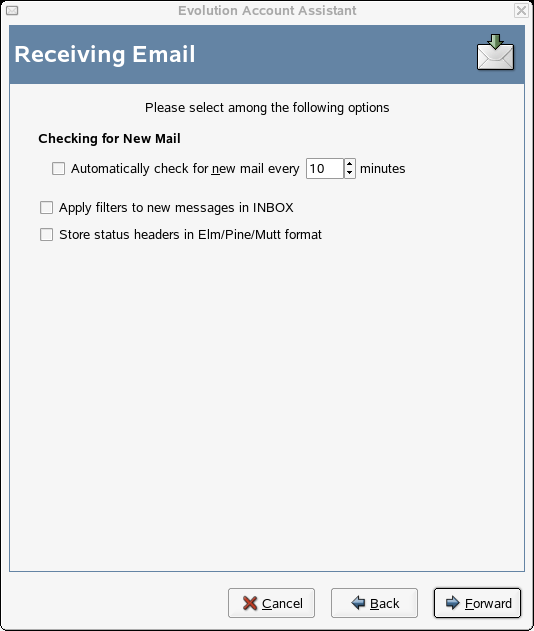 Evolution Account Assistant
Receiving Email
Please select among the following options
Checking for New Mail
Automatically check for new mail every 10 minutes
Apply filters to new messages in INBOX
Store status headers in Elm/Pine/Mutt format
Cancel Back Forward